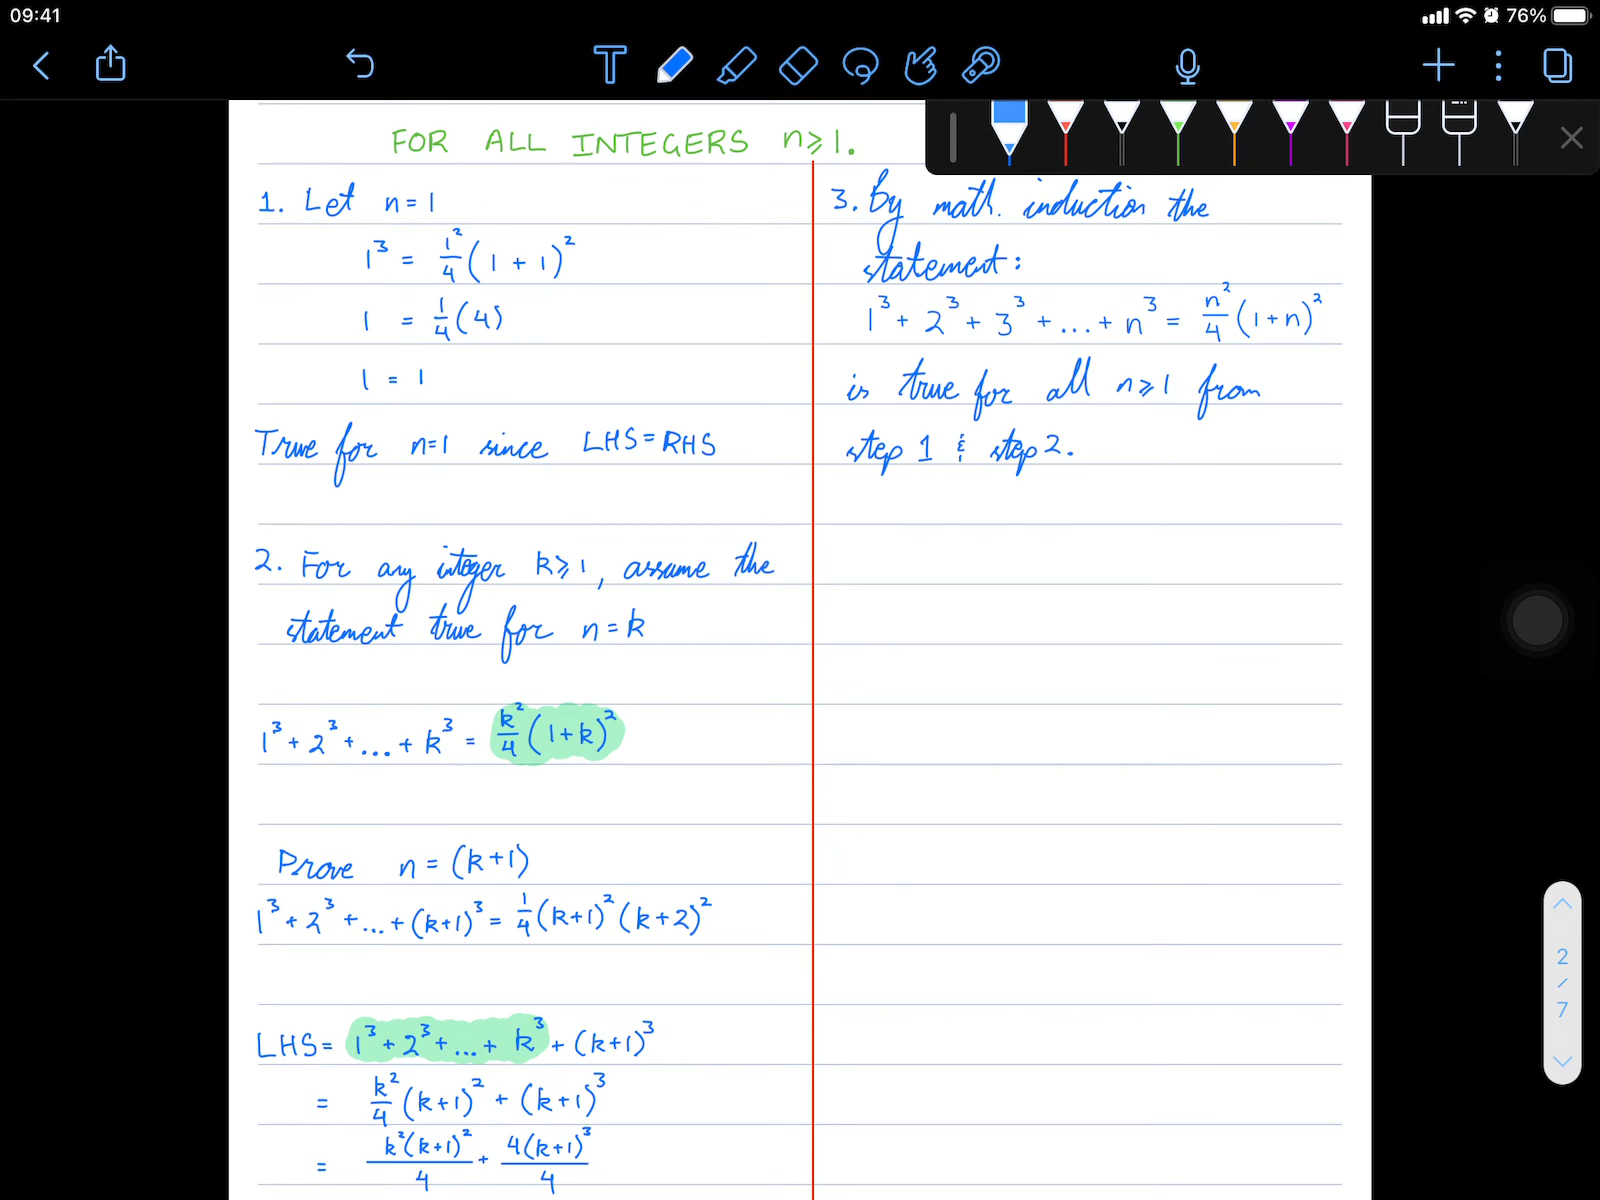 09:41
76%
FOR ALL INTEGERS n≥1.
1. Let n=1
1³ = 1²/4 (1+1)²
1 = 1/4 (4)
1 = 1
True for n=1 since LHS=RHS
2. For any integer k≥1, assume the
statement true for n=k
1³+2³+...+k³ = k²/4 (1+k)²
Prove n=(k+1)
1³+2³+...+(k+1)³ = 1/4 (k+1)² (k+2)²
LHS= 1³+2³+...+ k³ + (k+1)³
= k²/4 (k+1)² + (k+1)³
= k²(k+1)²/4 + 4(k+1)³/4
3. By math. induction the
statement:
1³+2³+3³+...+n³ = n²/4 (1+n)²
is true for all n≥1 from
step 1 & step 2.
2
/
7